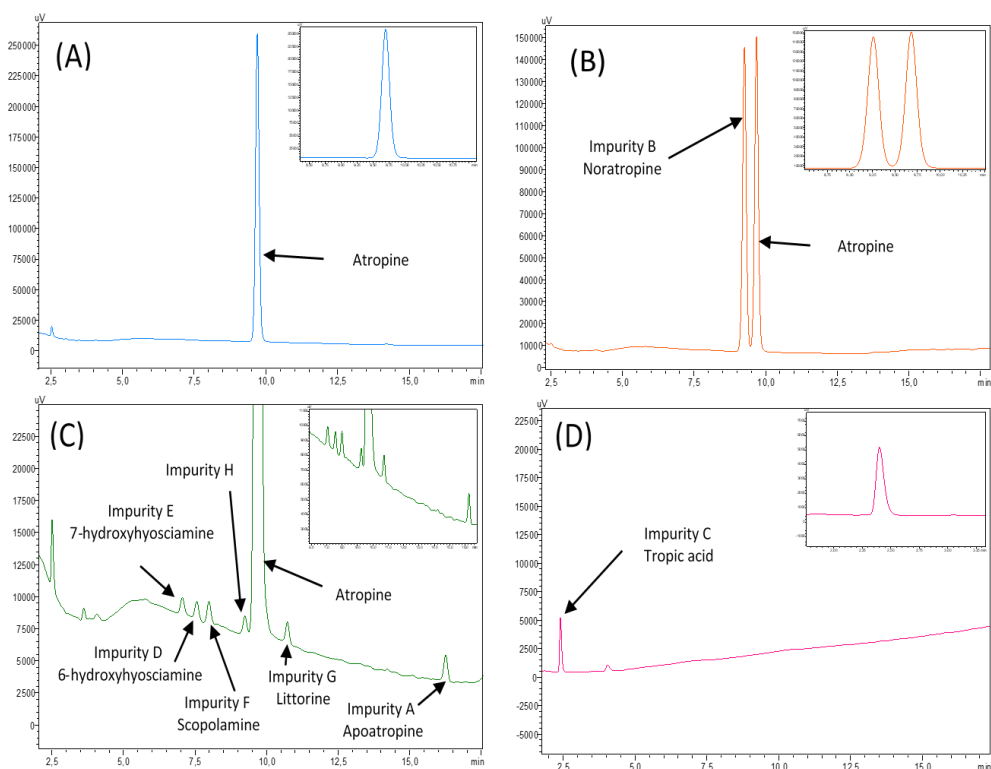 uV
(A)
250000
225000
200000
175000
150000
125000
100000
75000
50000
25000
0
Atropine
2,5
5,0
7,5
10,0
12,5
15,0
min
uV
(B)
150000
140000
130000
120000
110000
100000
90000
80000
70000
60000
50000
40000
30000
20000
10000
0
Impurity B
Noratropine
Atropine
2,5
5,0
7,5
10,0
12,5
15,0
min
uV
(C)
22500
20000
17500
15000
12500
10000
7500
5000
2500
0
Impurity H
Impurity E
7-hydroxyhyosciamine
Atropine
Impurity D
6-hydroxyhyosciamine
Impurity F
Scopolamine
Impurity G
Littorine
Impurity A
Apoatropine
2,5
5,0
7,5
10,0
12,5
15,0
min
uV
(D)
22500
20000
17500
15000
12500
10000
7500
5000
2500
0
-2500
-5000
Impurity C
Tropic acid
2,5
5,0
7,5
10,0
12,5
15,0
min